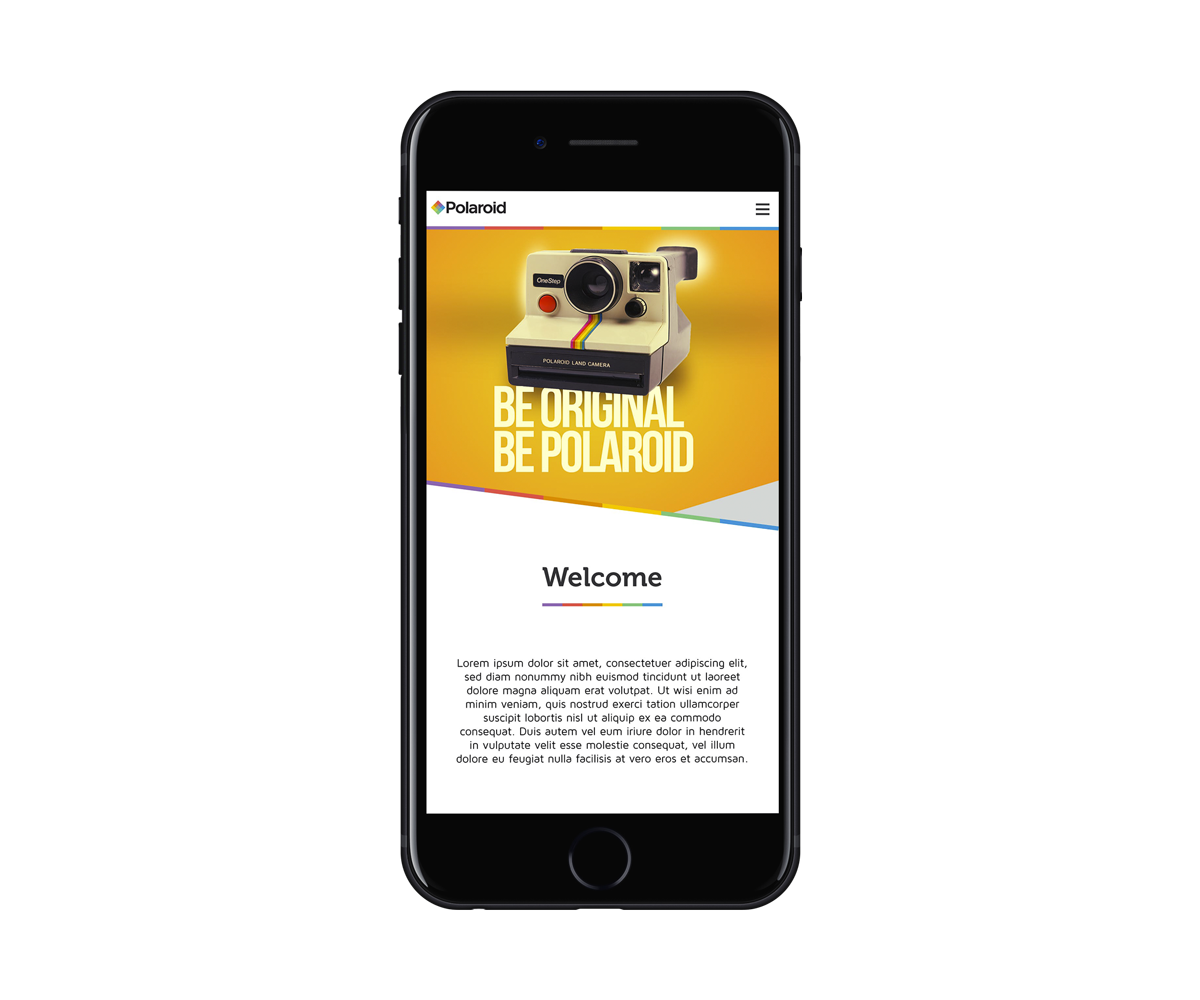 Polaroid
OneStep
POLAROID LAND CAMERA
BE ORIGINAL
BE POLAROID
Welcome
Lorem ipsum dolor sit amet, consectetuer adipiscing elit,
sed diam nonummy nibh euismod tincidunt ut laoreet
dolore magna aliquam erat volutpat. Ut wisi enim ad
minim veniam, quis nostrud exerci tation ullamcorper
suscipit lobortis nisl ut aliquip ex ea commodo
consequat. Duis autem vel eum iriure dolor in hendrerit
in vulputate velit esse molestie consequat, vel illum
dolore eu feugiat nulla facilisis at vero eros et accumsan.